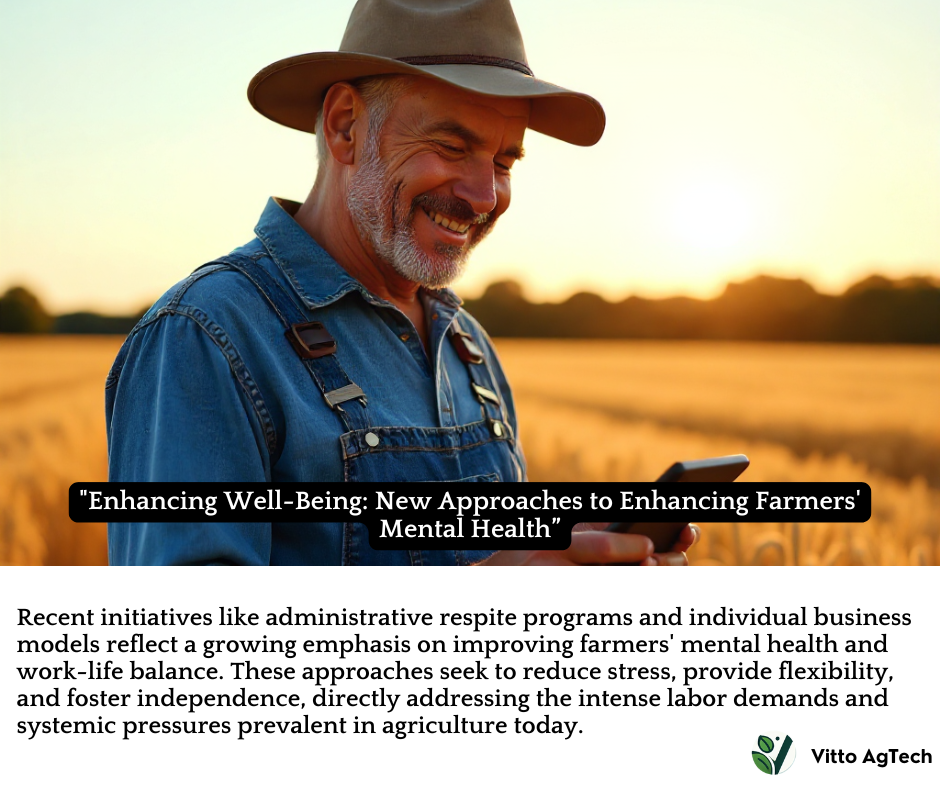 "Enhancing Well-Being: New Approaches to Enhancing Farmers'
Mental Health”
Recent initiatives like administrative respite programs and individual business
models reflect a growing emphasis on improving farmers' mental health and
work-life balance. These approaches seek to reduce stress, provide flexibility,
and foster independence, directly addressing the intense labor demands and
systemic pressures prevalent in agriculture today.
Vitto AgTech